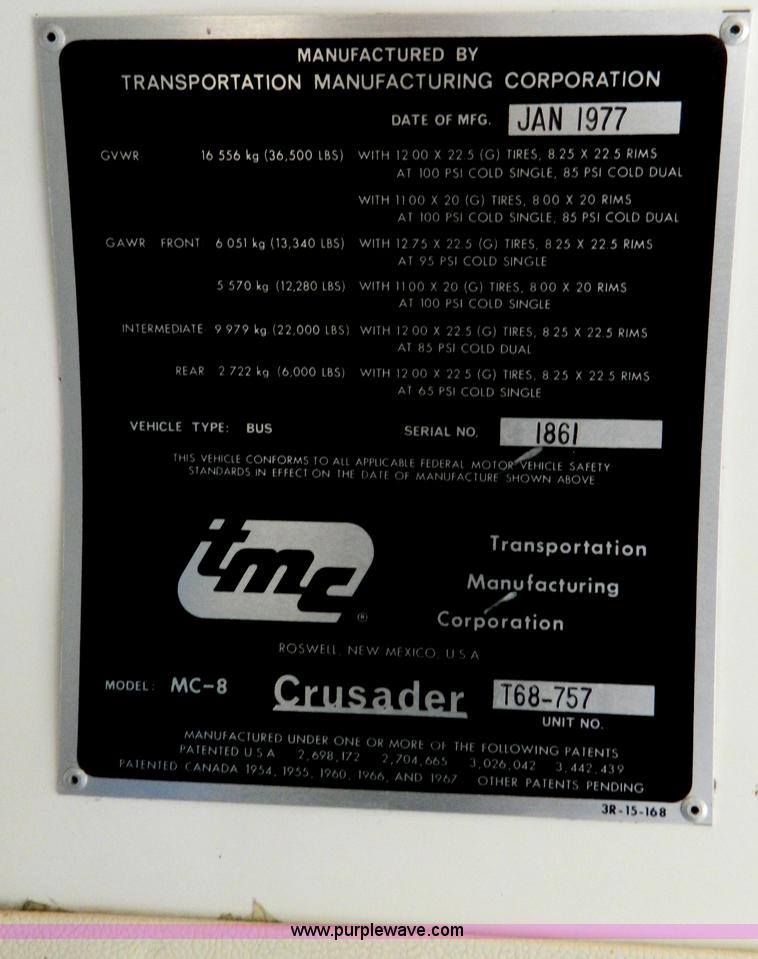 MANUFACTURED BY
TRANSPORTATION MANUFACTURING CORPORATION
DATE OF MFG. JAN 1977
GVWR 16 556 kg (36,500 LBS) WITH 12 00 X 22.5 (G) TIRES, 8.25 X 22.5 RIMS
AT 100 PSI COLD SINGLE, 85 PSI COLD DUAL
WITH 11 00 X 20 (G) TIRES, 8 00 X 20 RIMS
AT 100 PSI COLD SINGLE, 85 PSI COLD DUAL
GAWR FRONT 6 051 kg (13,340 LBS) WITH 12.75 X 22.5 (G) TIRES, 8.25 X 22.5 RIMS
AT 95 PSI COLD SINGLE
5 570 kg (12,280 LBS) WITH 11 00 X 20 (G) TIRES, 8 00 X 20 RIMS
AT 100 PSI COLD SINGLE
INTERMEDIATE 9 979 kg (22,000 LBS) WITH 12 00 X 22.5 (G) TIRES, 8.25 X 22.5 RIMS
AT 85 PSI COLD DUAL
REAR 2 722 kg (6,000 LBS) WITH 12 00 X 22 5 (G) TIRES, 8 25 X 22 5 RIMS
AT 65 PSI COLD SINGLE
VEHICLE TYPE: BUS SERIAL NO. 1861
THIS VEHICLE CONFORMS TO ALL APPLICABLE FEDERAL MOTOR VEHICLE SAFETY
STANDARDS IN EFFECT ON THE DATE OF MANUFACTURE SHOWN ABOVE
tmc ®
Transportation
Manufacturing
Corporation
ROSWELL, NEW MEXICO, U.S.A
MODEL: MC-8 Crusader T68-757
UNIT NO.
MANUFACTURED UNDER ONE OR MORE OF THE FOLLOWING PATENTS
PATENTED U.S.A 2,698,172 2,704,665 3,026,042 3,442,439
PATENTED CANADA 1954, 1955, 1960, 1966, AND 1967 OTHER PATENTS PENDING
3R-15-168
www.purplewave.com